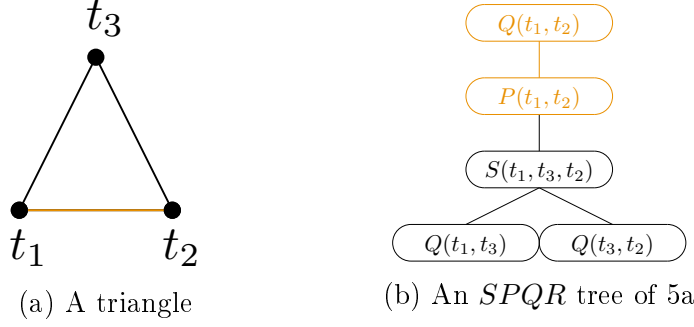 t₃
t₁ t₂
(a) A triangle
Q(t₁, t₂)
P(t₁, t₂)
S(t₁, t₃, t₂)
Q(t₁, t₃) Q(t₃, t₂)
(b) An SPQR tree of 5a